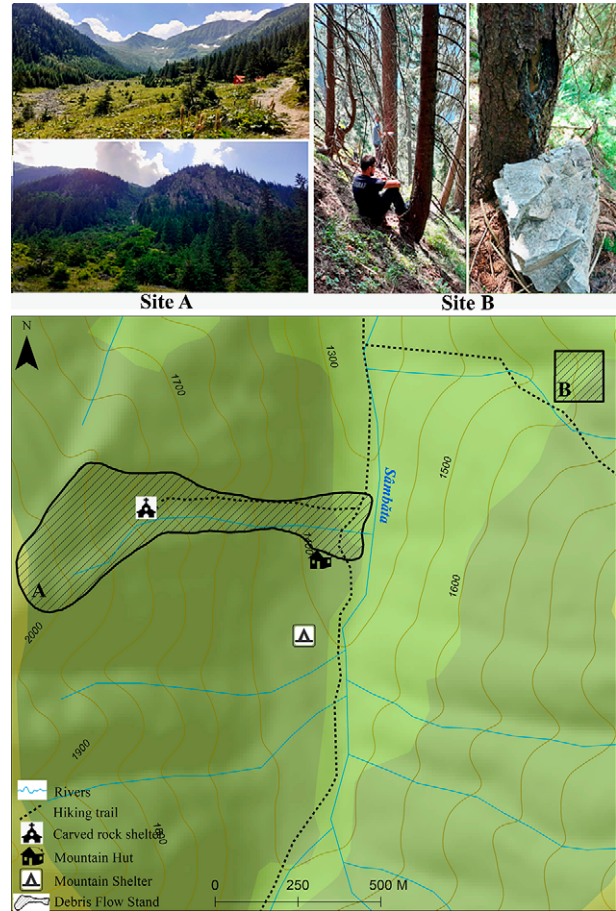 Site A
Site B
N
1300
1700
B
1500
Sâmbăta
1400
A
1600
2000
1900
Rivers
Hiking trail
Carved rock shelter
Mountain Hut
Mountain Shelter
Debris Flow Stand
0 250 500 M